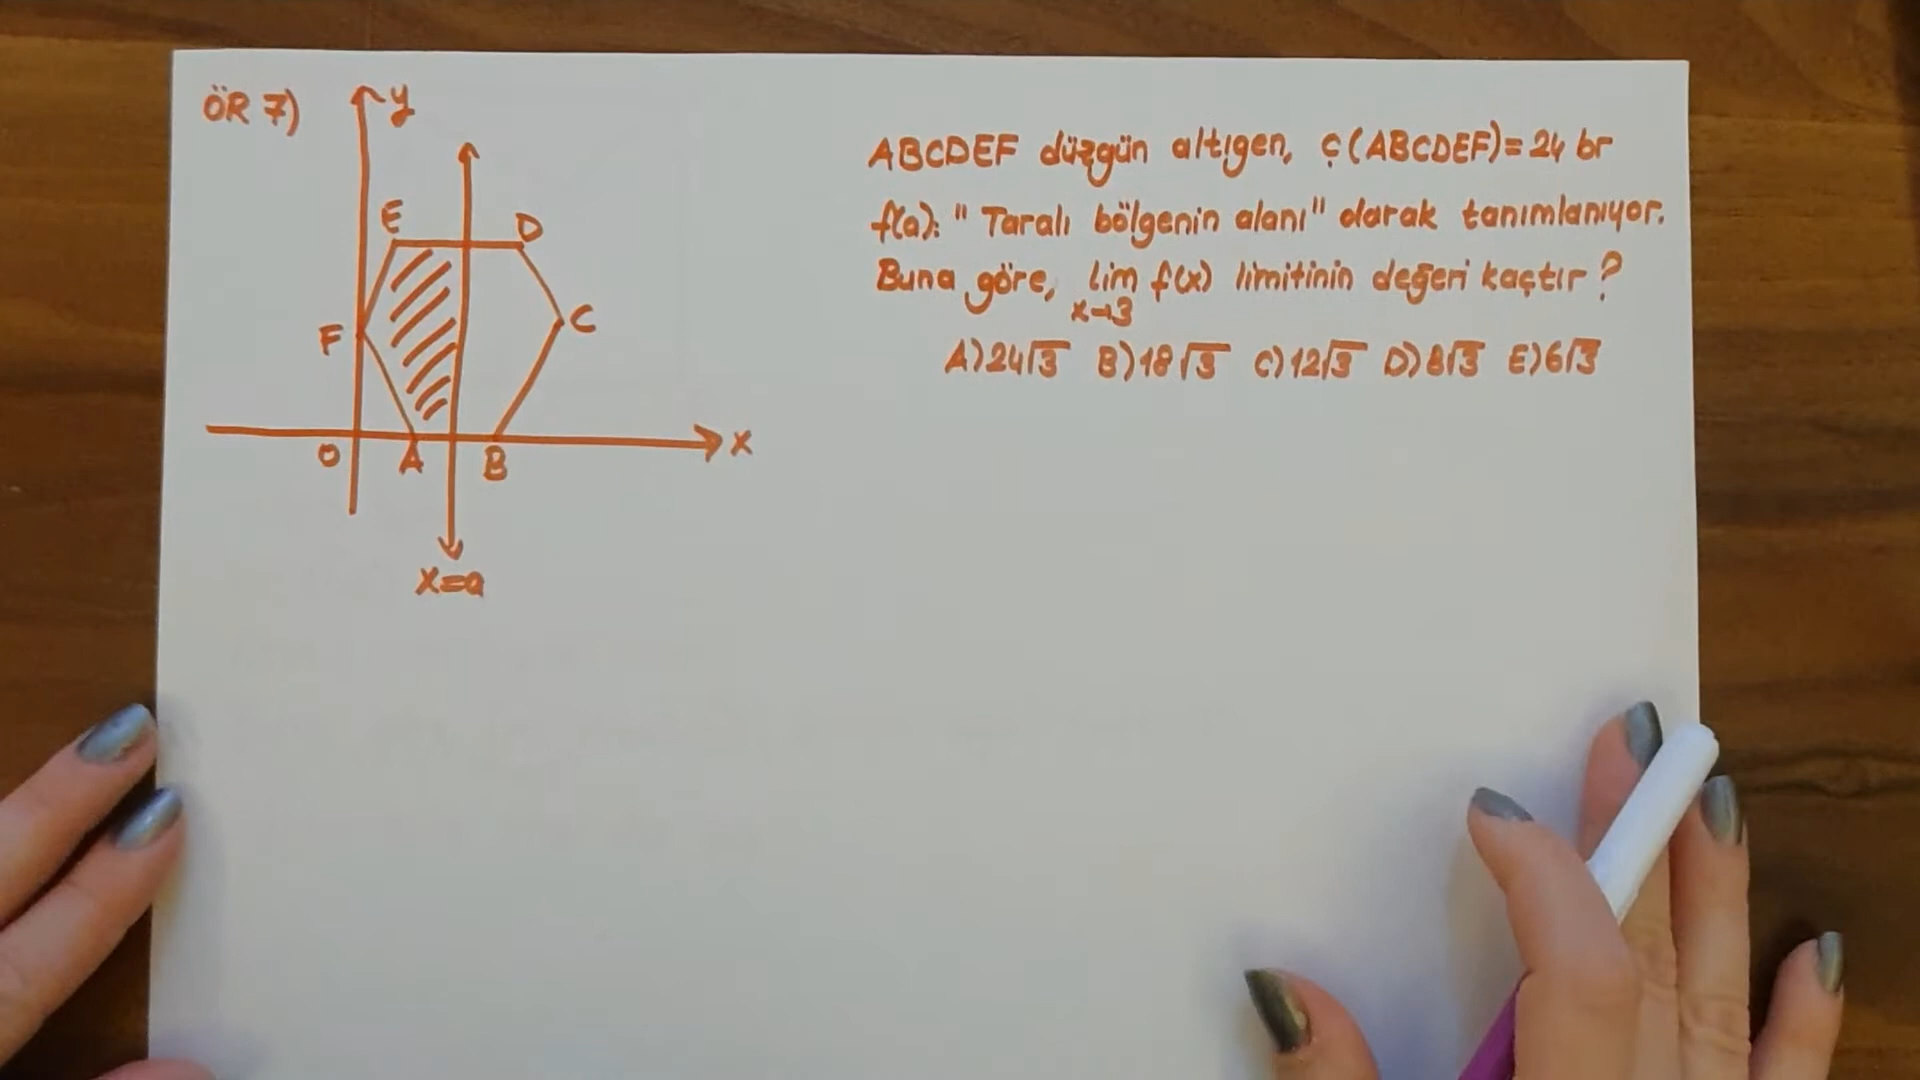 ÖR 7)
y
E
D
F
C
O
A
B
x
x=a
ABCDEF düzgün altıgen, Ç(ABCDEF)=24 br
f(a): "Taralı bölgenin alanı" olarak tanımlanıyor.
Buna göre, lim f(x) limitinin değeri kaçtır?
x→3
A)24√3 B)18√3 C)12√3 D)8√3 E)6√3